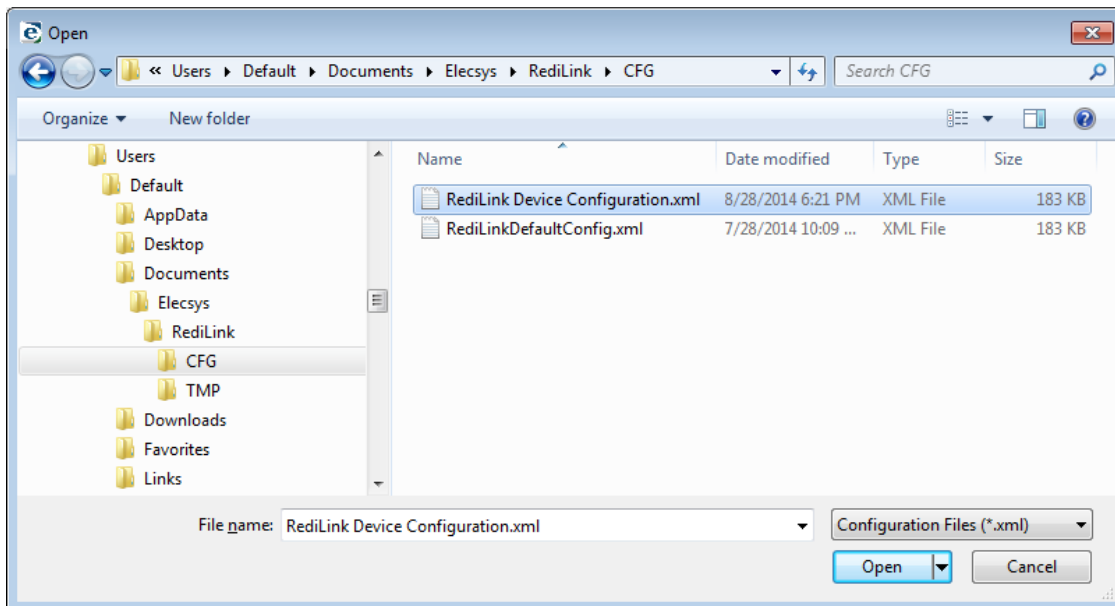 Open
« Users Default Documents Elecsys RediLink CFG Search CFG
Organize New folder
Users
Default
AppData
Desktop
Documents
Elecsys
RediLink
CFG
TMP
Downloads
Favorites
Links
Name Date modified Type Size
RediLink Device Configuration.xml 8/28/2014 6:21 PM XML File 183 KB
RediLinkDefaultConfig.xml 7/28/2014 10:09 ... XML File 183 KB
File name: RediLink Device Configuration.xml Configuration Files (*.xml)
Open Cancel